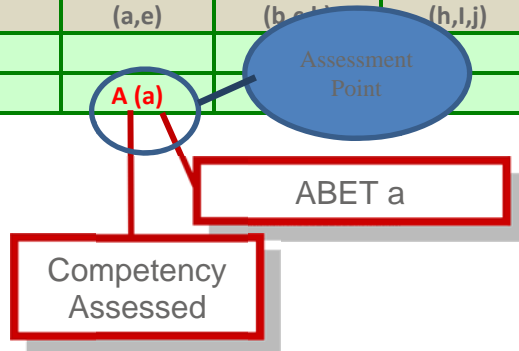 (a,e)
(h,I,j)
Assessment
Point
A (a)
ABET a
Competency
Assessed